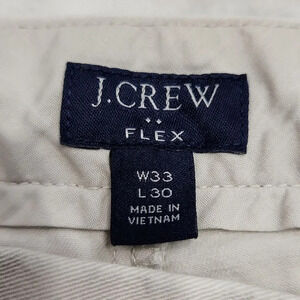 J.CREW
FLEX
W33
L30
MADE IN
VIETNAM